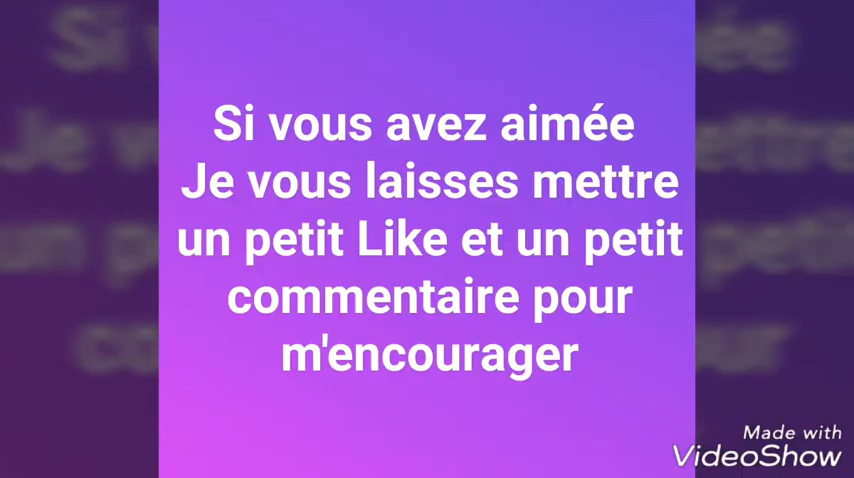 Si vous avez aimée
Je vous laisses mettre
un petit Like et un petit
commentaire pour
m'encourager
Made with
VideoShow